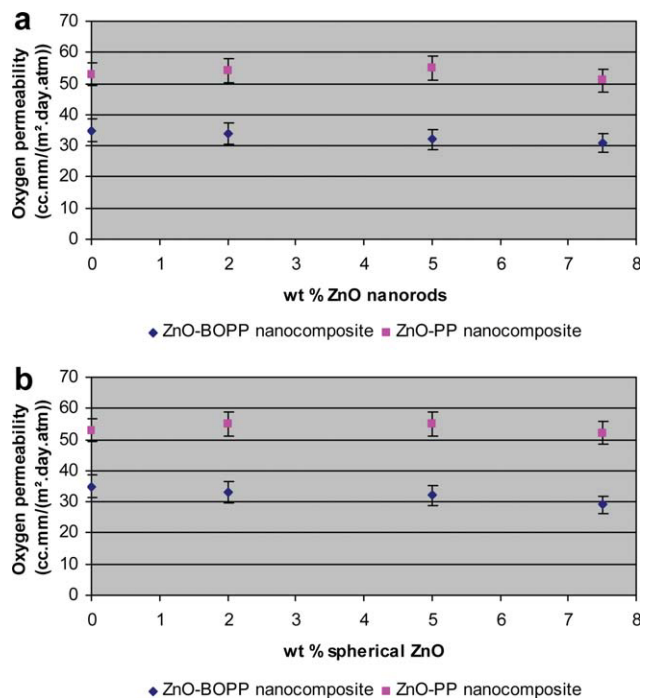 a
Oxygen permeability
(cc.mm/(m².day.atm))
70
60
50
40
30
20
10
0
0 1 2 3 4 5 6 7 8
wt % ZnO nanorods
ZnO-BOPP nanocomposite ZnO-PP nanocomposite
b
Oxygen permeability
(cc.mm/(m².day.atm))
70
60
50
40
30
20
10
0
0 1 2 3 4 5 6 7 8
wt % spherical ZnO
ZnO-BOPP nanocomposite ZnO-PP nanocomposite